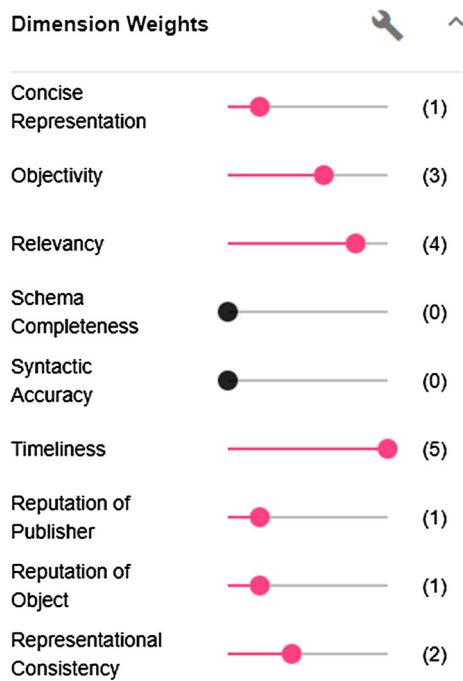 Dimension Weights
Concise
Representation
(1)
Objectivity
(3)
Relevancy
(4)
Schema
Completeness
(0)
Syntactic
Accuracy
(0)
Timeliness
(5)
Reputation of
Publisher
(1)
Reputation of
Object
(1)
Representational
Consistency
(2)